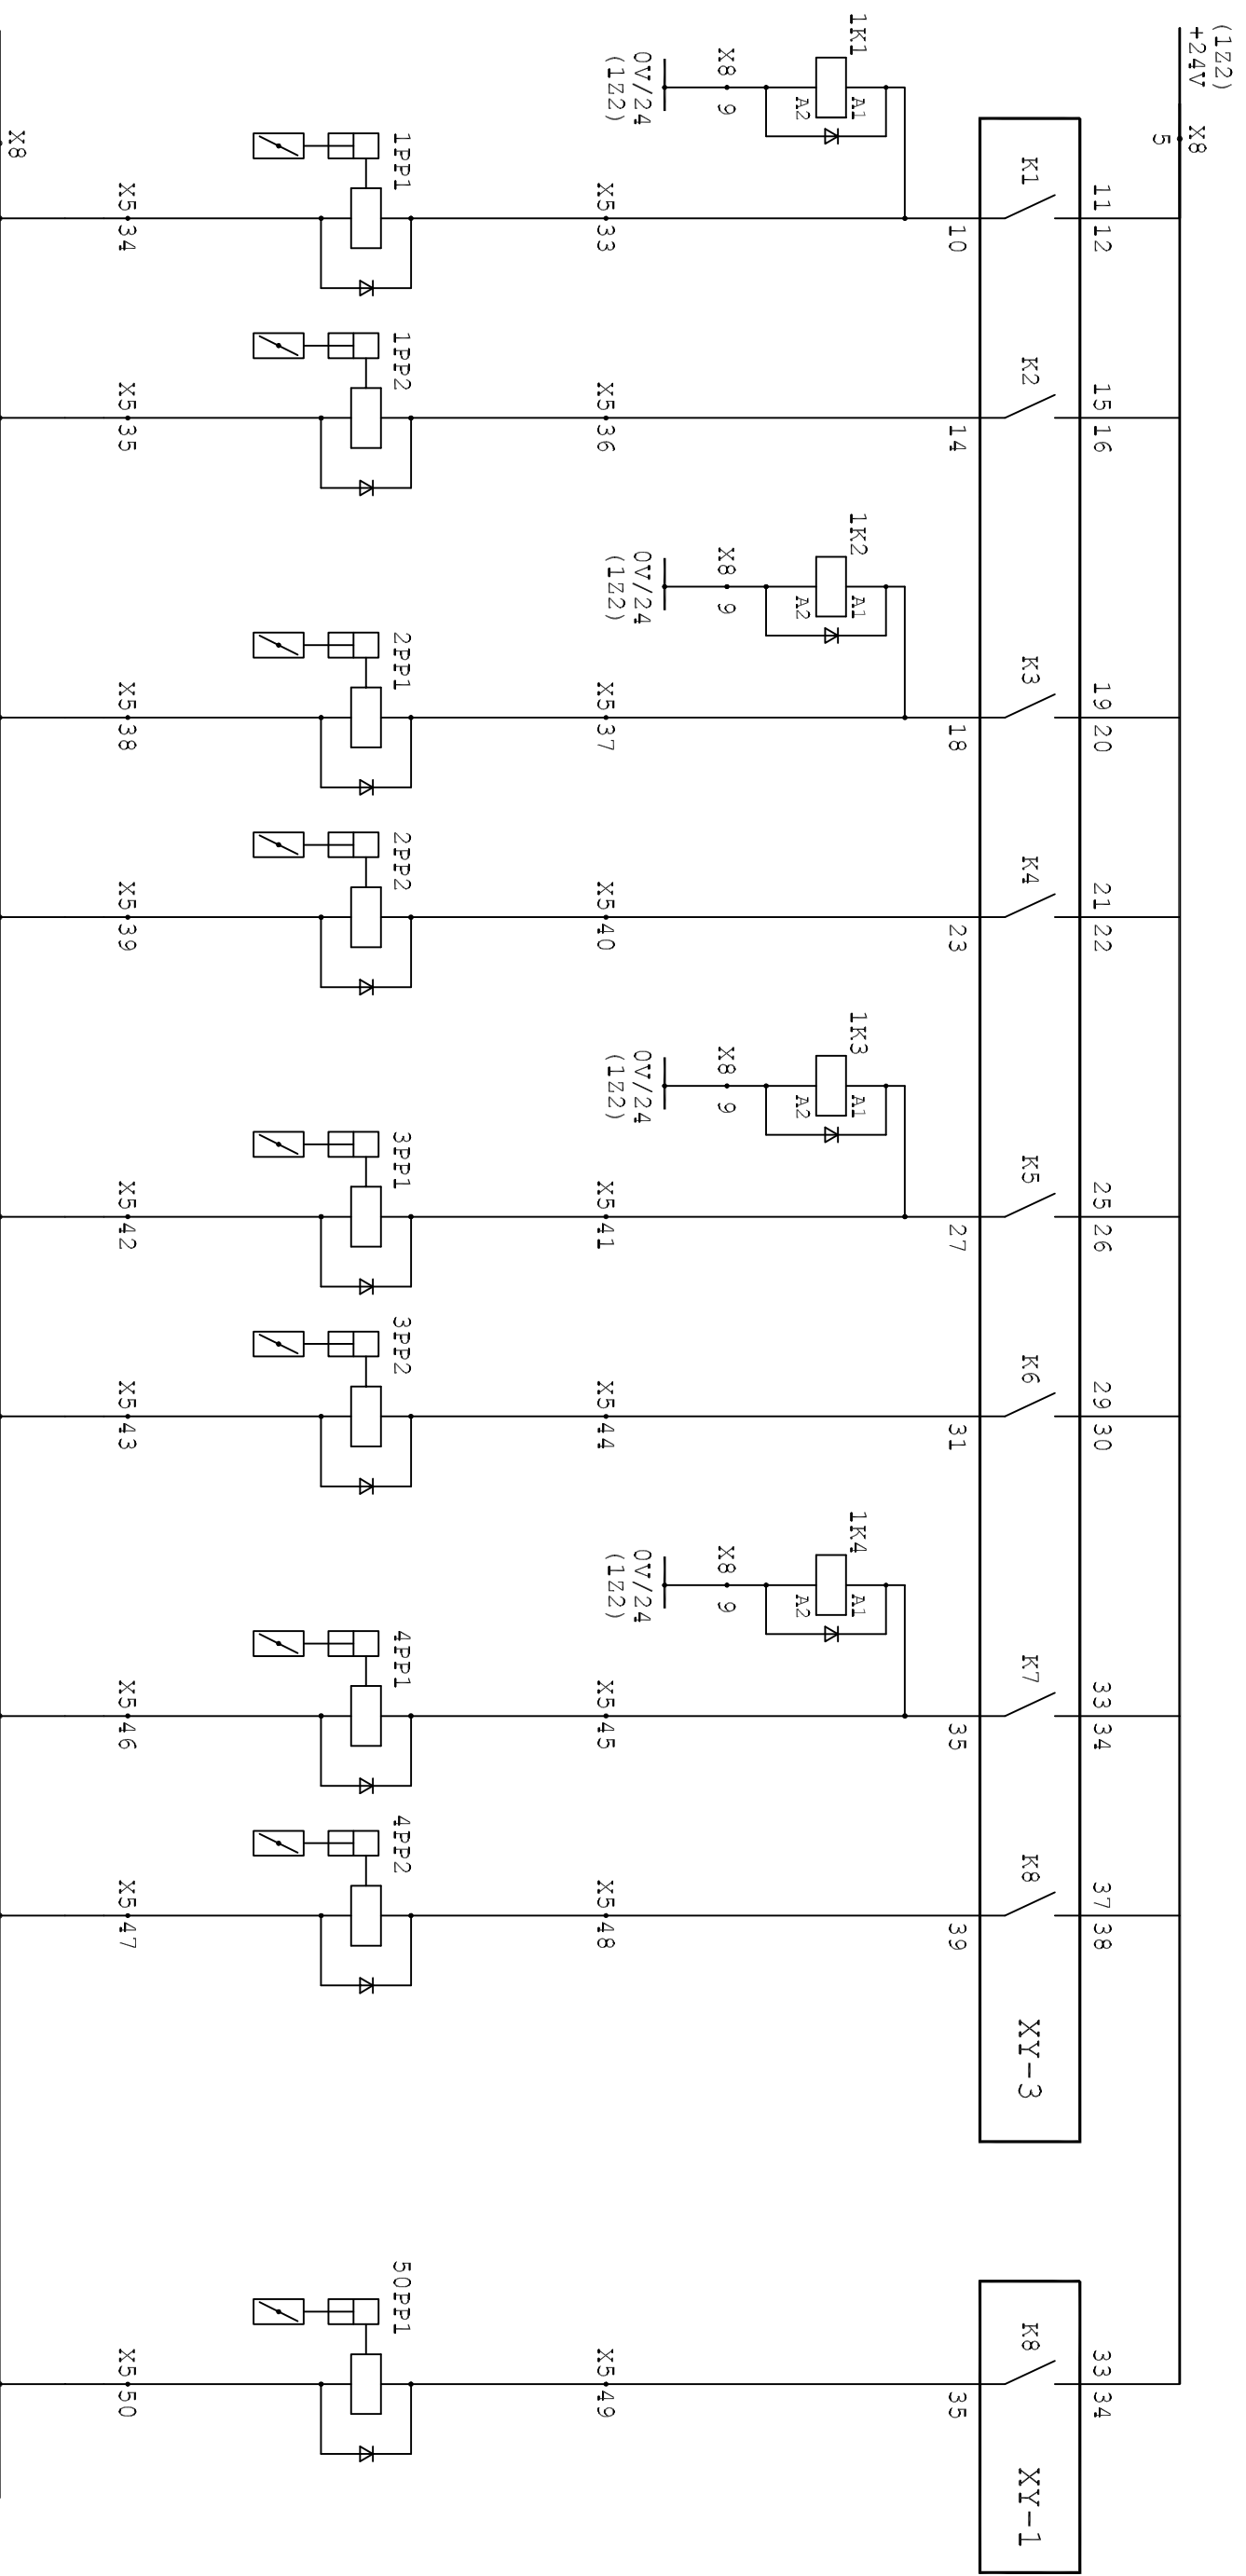 (1Z2)
+24V
X8
5
11 12
15 16
19 20
21 22
25 26
29 30
33 34
37 38
33 34
K1
K2
K3
K4
K5
K6
K7
K8
XY-3
K8
XY-1
10
14
18
23
27
31
35
39
35
1K1
A1
A2
1K2
A1
A2
1K3
A1
A2
1K4
A1
A2
X8 9
X8 9
X8 9
X8 9
0V/24
(1Z2)
0V/24
(1Z2)
0V/24
(1Z2)
0V/24
(1Z2)
X5 33
X5 36
X5 37
X5 40
X5 41
X5 44
X5 45
X5 48
X5 49
1PP1
1PP2
2PP1
2PP2
3PP1
3PP2
4PP1
4PP2
50PP1
X5 34
X5 35
X5 38
X5 39
X5 42
X5 43
X5 46
X5 47
X5 50
X8